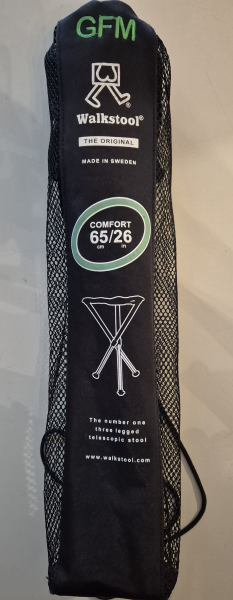 GFM
Walkstool®
THE ORIGINAL
MADE IN SWEDEN
COMFORT
65/26
cm in
The number one
three legged
telescopic stool
www.walkstool.com